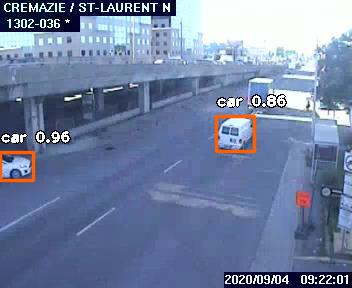 CREMAZIE / ST-LAURENT N
1302-036 *
car 0.86
car 0.96
2020/09/04 09:22:01